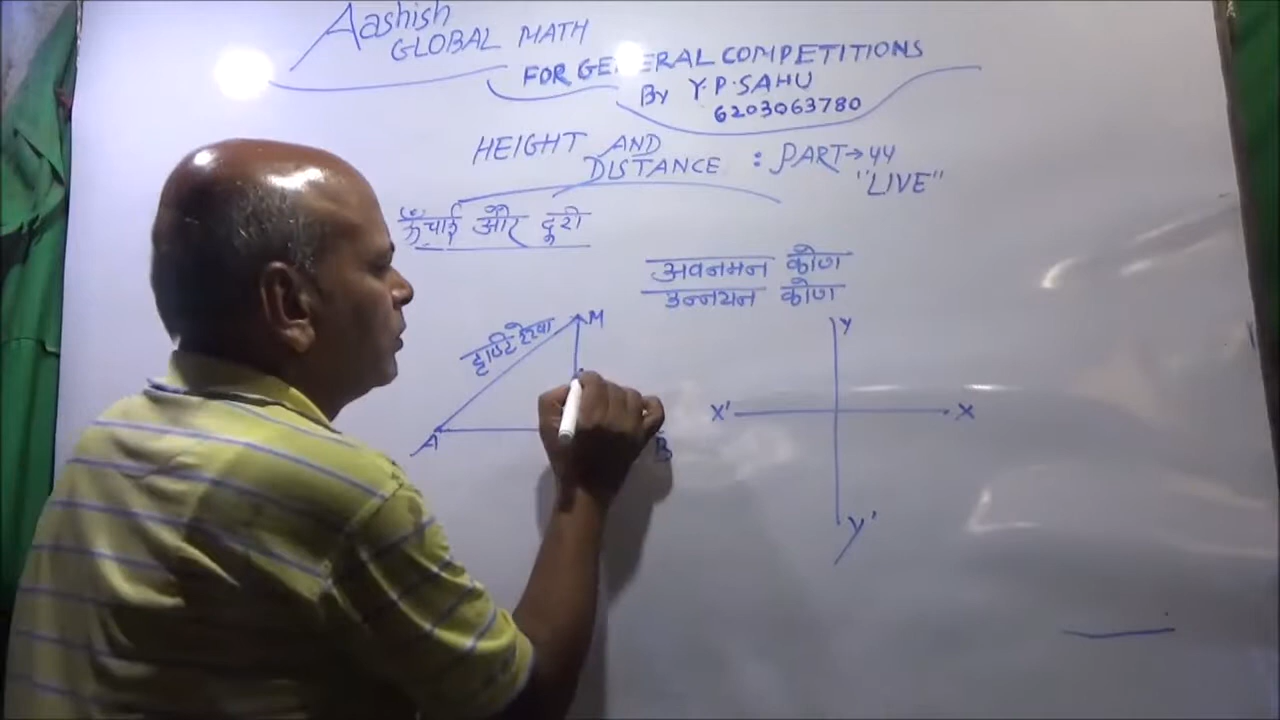 Aashish
GLOBAL MATH
FOR GENERAL COMPETITIONS
By Y.P.SAHU
6203063780
HEIGHT AND
DISTANCE : PART→44
"LIVE"
ऊँचाई और दूरी
अवनमन कोण
उन्नयन कोण
दृष्टि रेखा
M
A
B
Y
X'
X
Y'